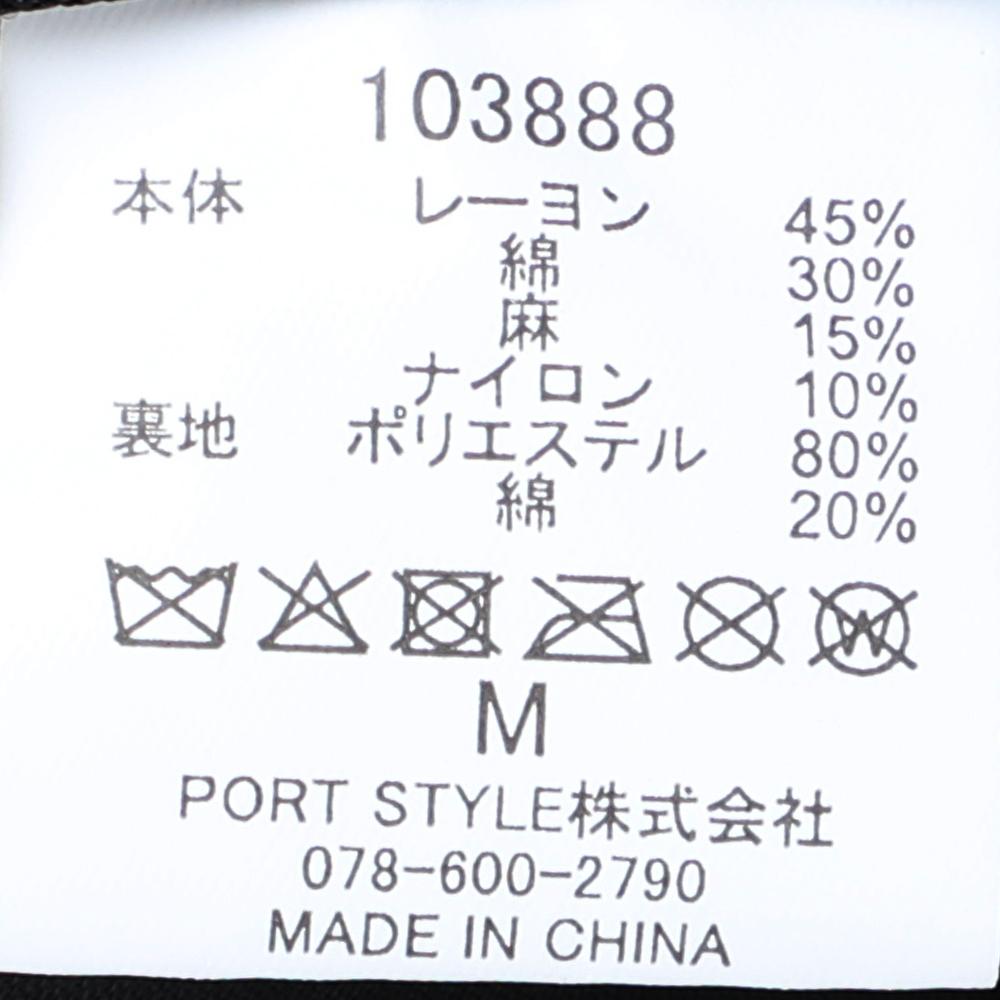 103888
本体 レーヨン 45%
綿 30%
麻 15%
ナイロン 10%
裏地 ポリエステル 80%
綿 20%
W
M
PORT STYLE株式会社
078-600-2790
MADE IN CHINA